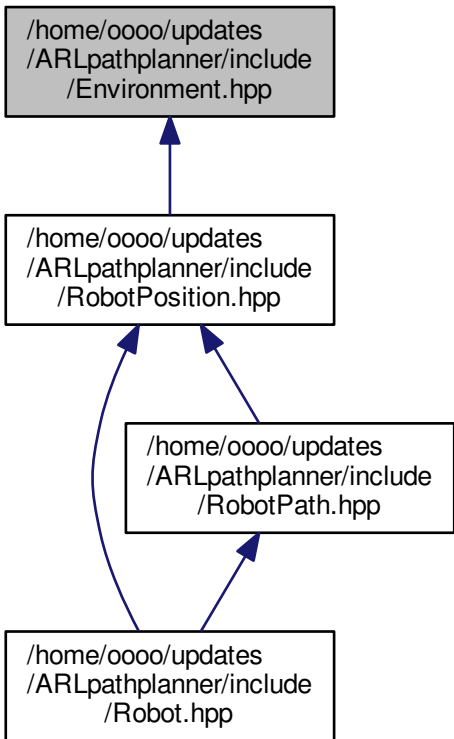 /home/oooo/updates
/ARLpathplanner/include
/Environment.hpp
/home/oooo/updates
/ARLpathplanner/include
/RobotPosition.hpp
/home/oooo/updates
/ARLpathplanner/include
/RobotPath.hpp
/home/oooo/updates
/ARLpathplanner/include
/Robot.hpp